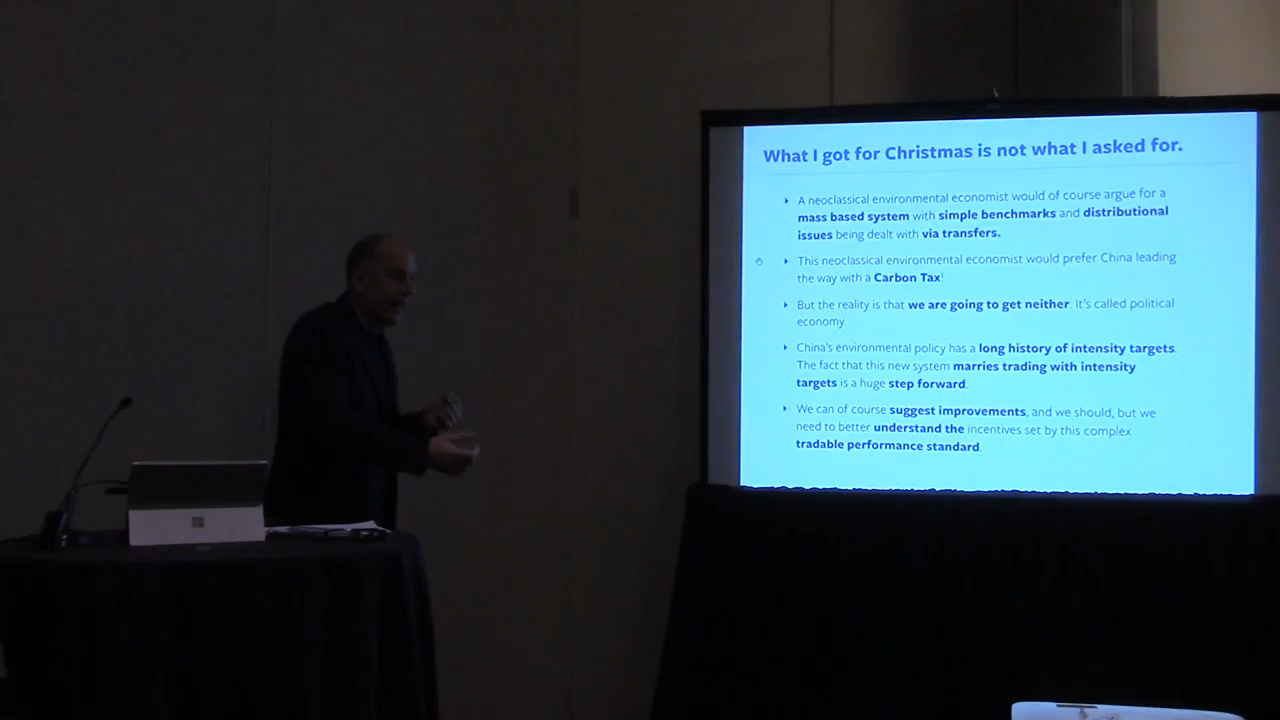 What I got for Christmas is not what I asked for.
A neoclassical environmental economist would of course argue for a
mass based system with simple benchmarks and distributional
issues being dealt with via transfers.
This neoclassical environmental economist would prefer China leading
the way with a Carbon Tax!
But the reality is that we are going to get neither. It's called political
economy.
China's environmental policy has a long history of intensity targets.
The fact that this new system marries trading with intensity
targets is a huge step forward.
We can of course suggest improvements, and we should, but we
need to better understand the incentives set by this complex
tradable performance standard.